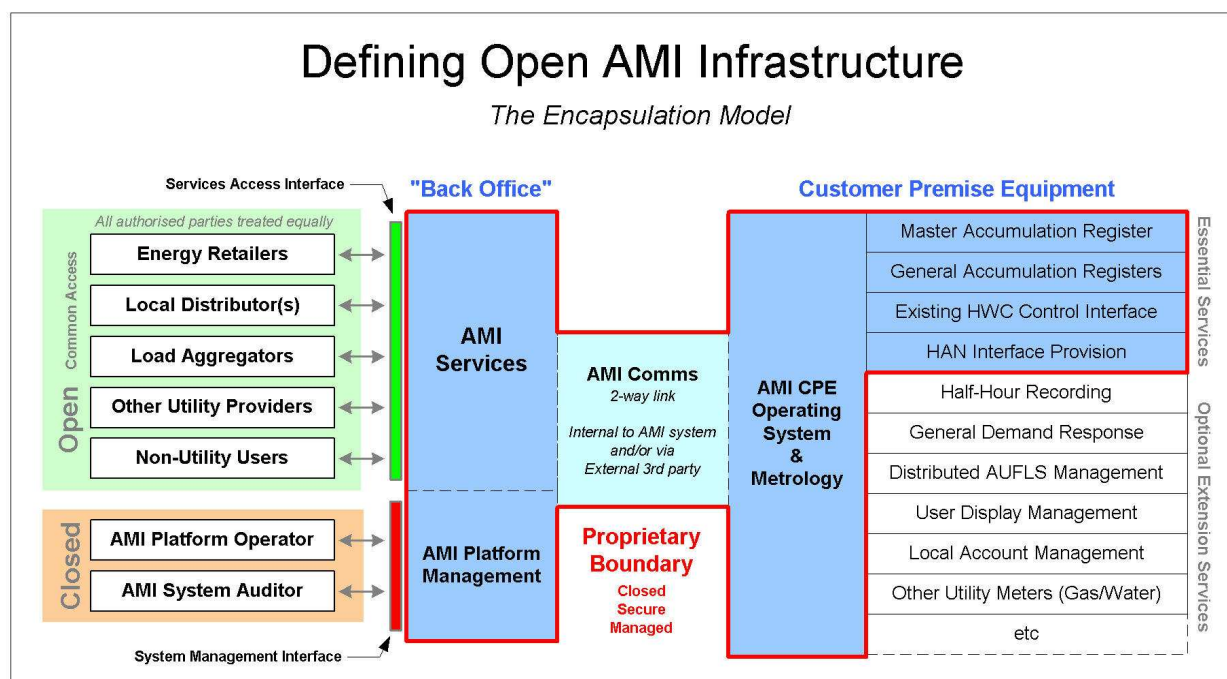 Defining Open AMI Infrastructure
The Encapsulation Model
Services Access Interface
"Back Office"
Customer Premise Equipment
All authorised parties treated equally
Open
Common Access
Energy Retailers
Local Distributor(s)
Load Aggregators
Other Utility Providers
Non-Utility Users
Closed
AMI Platform Operator
AMI System Auditor
System Management Interface
AMI
Services
AMI Platform
Management
AMI Comms
2-way link
Internal to AMI system
and/or via
External 3rd party
Proprietary
Boundary
Closed
Secure
Managed
AMI CPE
Operating
System
&
Metrology
Master Accumulation Register
General Accumulation Registers
Existing HWC Control Interface
HAN Interface Provision
Half-Hour Recording
General Demand Response
Distributed AUFLS Management
User Display Management
Local Account Management
Other Utility Meters (Gas/Water)
etc
Essential Services
Optional Extension Services